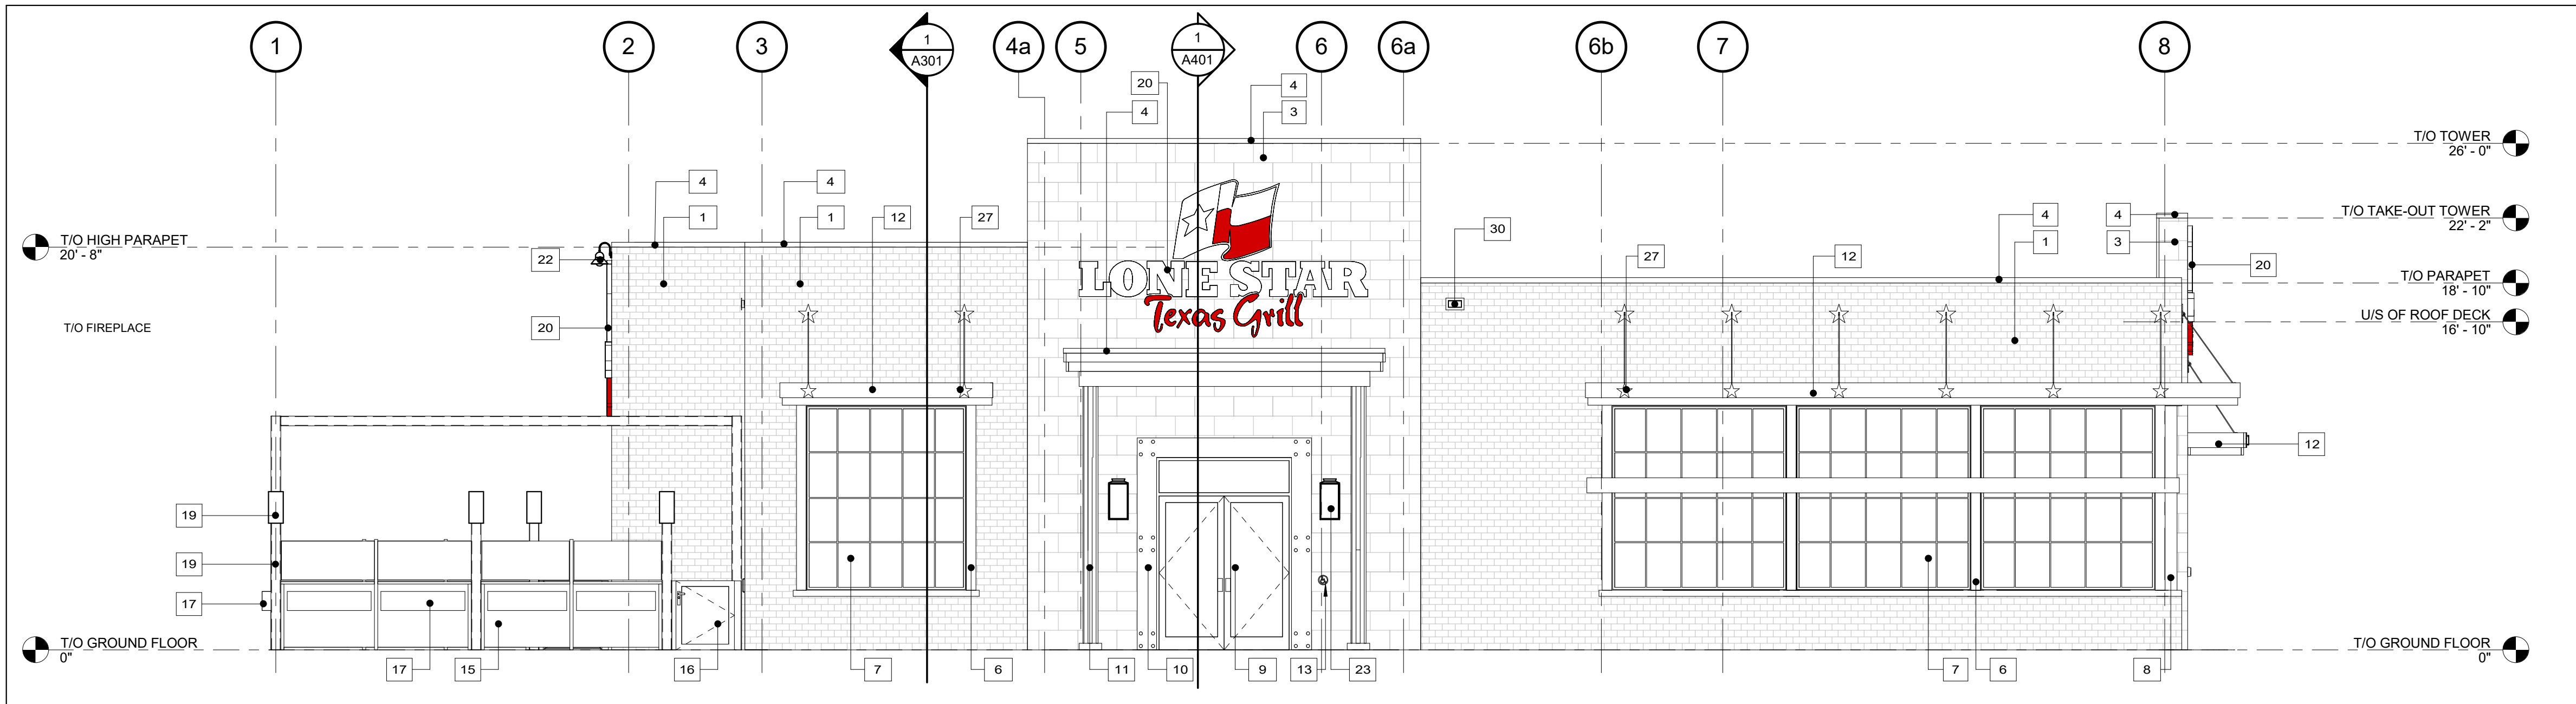 1
2
3
1
A301
4a
5
1
A401
6
6a
6b
7
8
20
4
4
3
T/O TOWER
26' - 0"
4
4
1
1
12
27
4
4
T/O TAKE-OUT TOWER
22' - 2"
1
3
T/O HIGH PARAPET
20' - 8"
22
30
27
12
20
LONE STAR
Texas Grill
T/O PARAPET
18' - 10"
T/O FIREPLACE
20
U/S OF ROOF DECK
16' - 10"
12
19
19
17
T/O GROUND FLOOR
0"
T/O GROUND FLOOR
0"
17
15
16
7
6
11
10
9
13
23
7
6
8